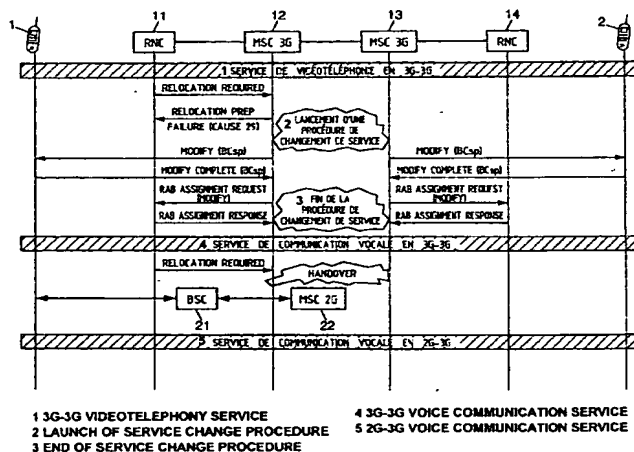 1
11
12
13
14
2
RNC
MSC 3G
MSC 3G
RNC
1 SERVICE DE VIDEOTELEPHONIE EN 3G-3G
RELOCATION REQUIRED
RELOCATION PREP
FAILURE (CAUSE 25)
2 LANCEMENT D'UNE
PROCÉDURE DE
CHANGEMENT DE SERVICE
MODIFY (BCsp)
MODIFY (BCsp)
MODIFY COMPLETE (BCsp)
MODIFY COMPLETE (BCsp)
RAB ASSIGNMENT REQUEST
(MODIFY)
RAB ASSIGNMENT REQUEST
(MODIFY)
3 FIN DE LA
PROCÉDURE DE
CHANGEMENT DE SERVICE
RAB ASSIGNMENT RESPONSE
RAB ASSIGNMENT RESPONSE
4 SERVICE DE COMMUNICATION VOCALE EN 3G-3G
RELOCATION REQUIRED
HANDOVER
BSC
MSC 2G
21
22
5 SERVICE DE COMMUNICATION VOCALE EN 2G-3G
1 3G-3G VIDEOTELEPHONY SERVICE
2 LAUNCH OF SERVICE CHANGE PROCEDURE
3 END OF SERVICE CHANGE PROCEDURE
4 3G-3G VOICE COMMUNICATION SERVICE
5 2G-3G VOICE COMMUNICATION SERVICE